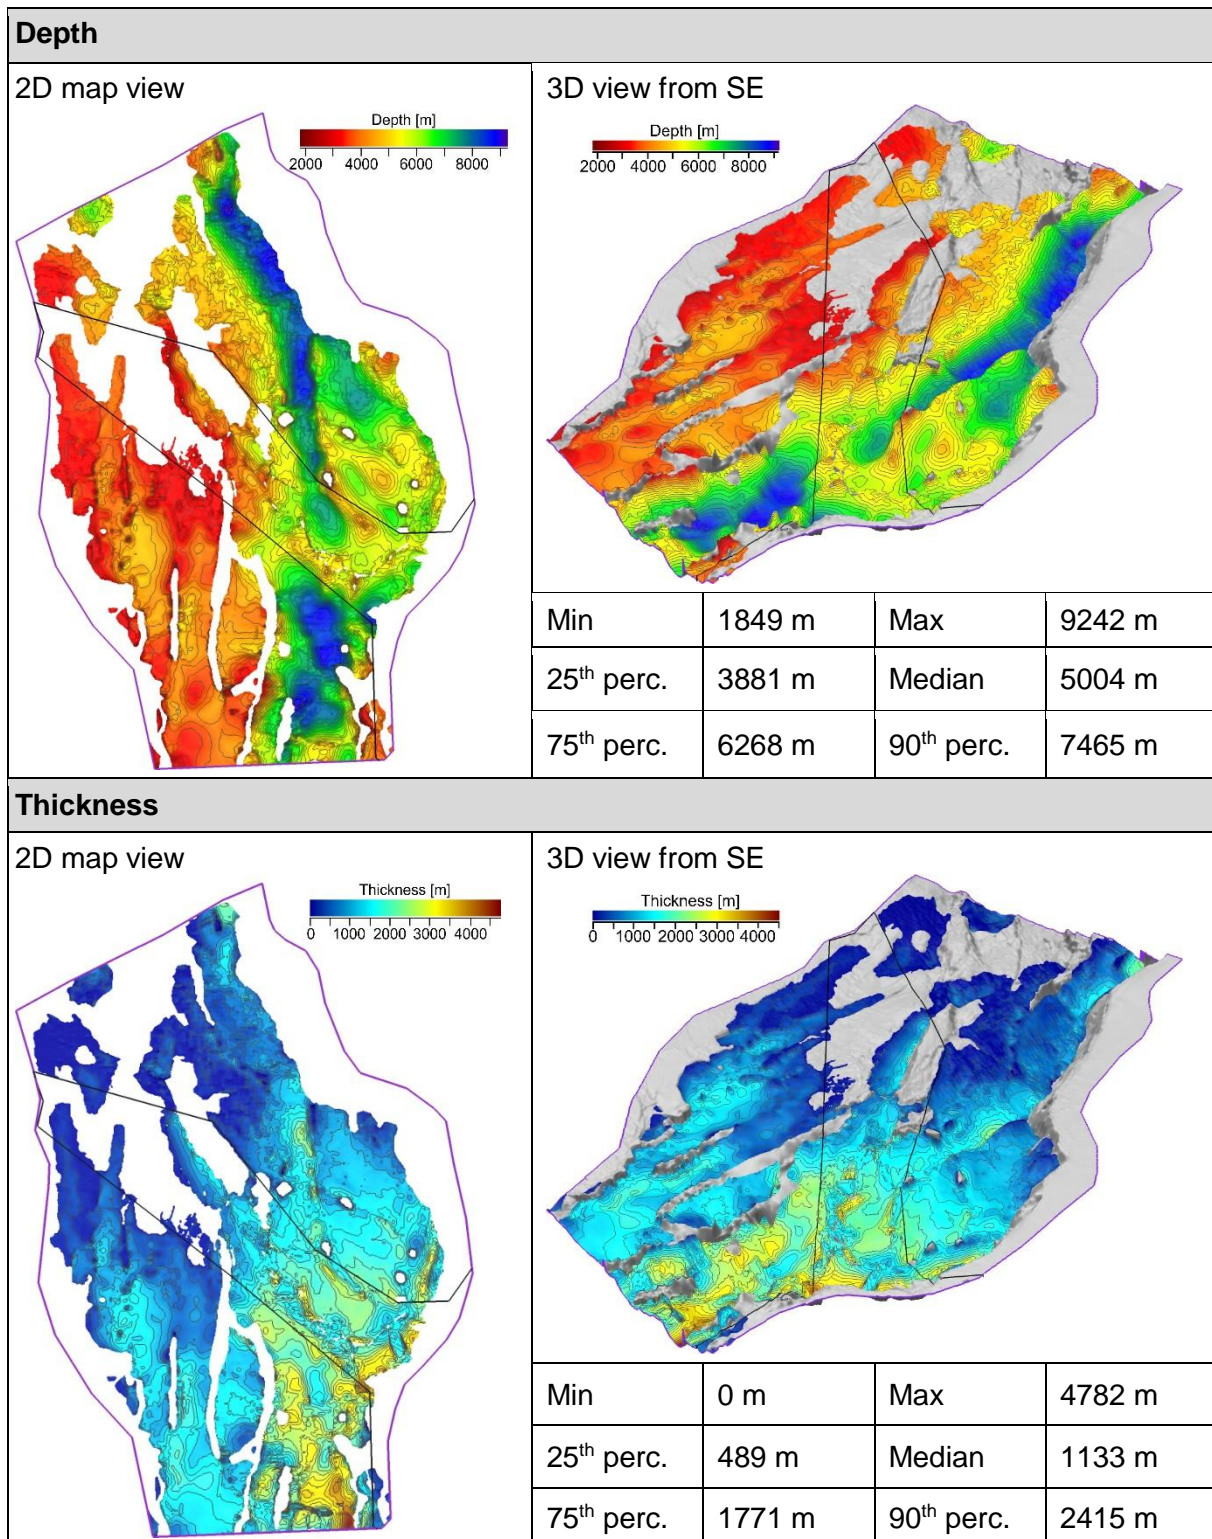 Depth
2D map view
Depth [m]
2000 4000 6000 8000
3D view from SE
Depth [m]
2000 4000 6000 8000
Min 1849 m Max 9242 m
25th perc. 3881 m Median 5004 m
75th perc. 6268 m 90th perc. 7465 m
Thickness
2D map view
Thickness [m]
0 1000 2000 3000 4000
3D view from SE
Thickness [m]
0 1000 2000 3000 4000
Min 0 m Max 4782 m
25th perc. 489 m Median 1133 m
75th perc. 1771 m 90th perc. 2415 m